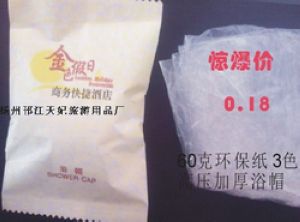 金色假日
商务快捷酒店
扬州邗江天妃旅游用品厂
浴帽
SHOWER CAP
惊爆价
0.18
60克环保纸 3色
高压加厚浴帽